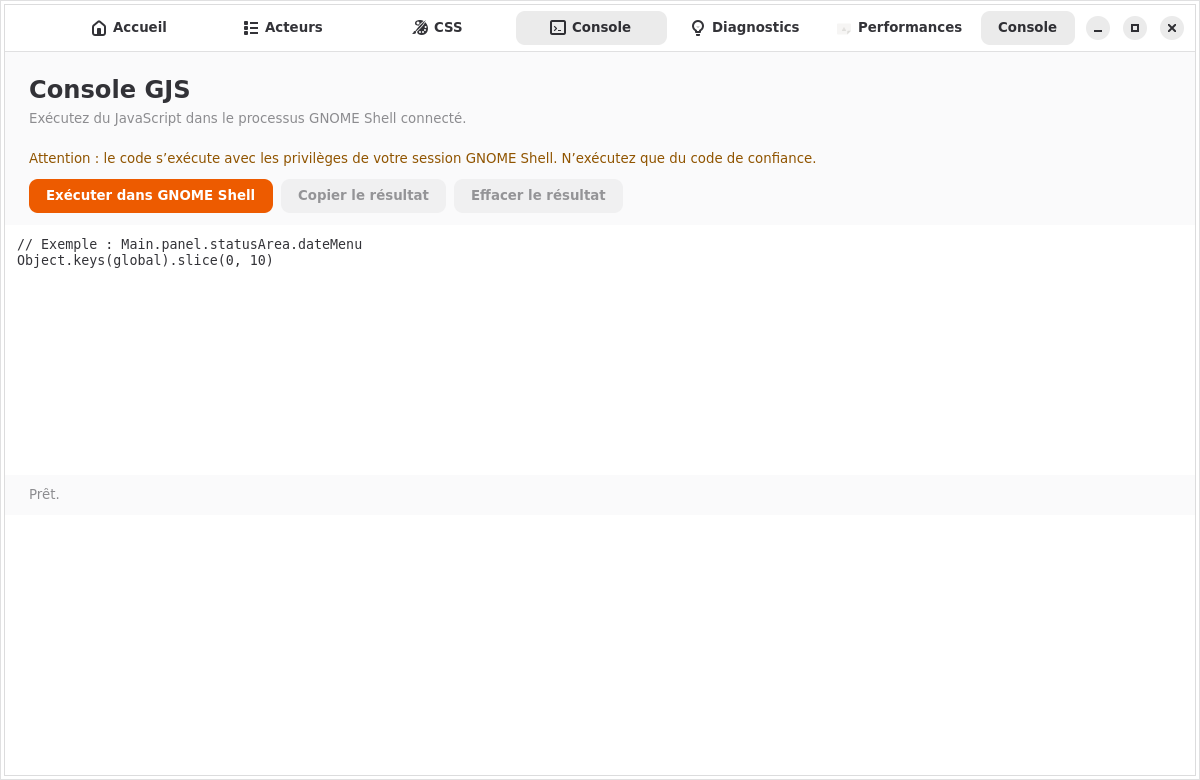 Accueil Acteurs CSS Console Diagnostics Performances Console
Console GJS
Exécutez du JavaScript dans le processus GNOME Shell connecté.
Attention : le code s’exécute avec les privilèges de votre session GNOME Shell. N’exécutez que du code de confiance.
Exécuter dans GNOME Shell Copier le résultat Effacer le résultat
// Exemple : Main.panel.statusArea.dateMenu
Object.keys(global).slice(0, 10)
Prêt.